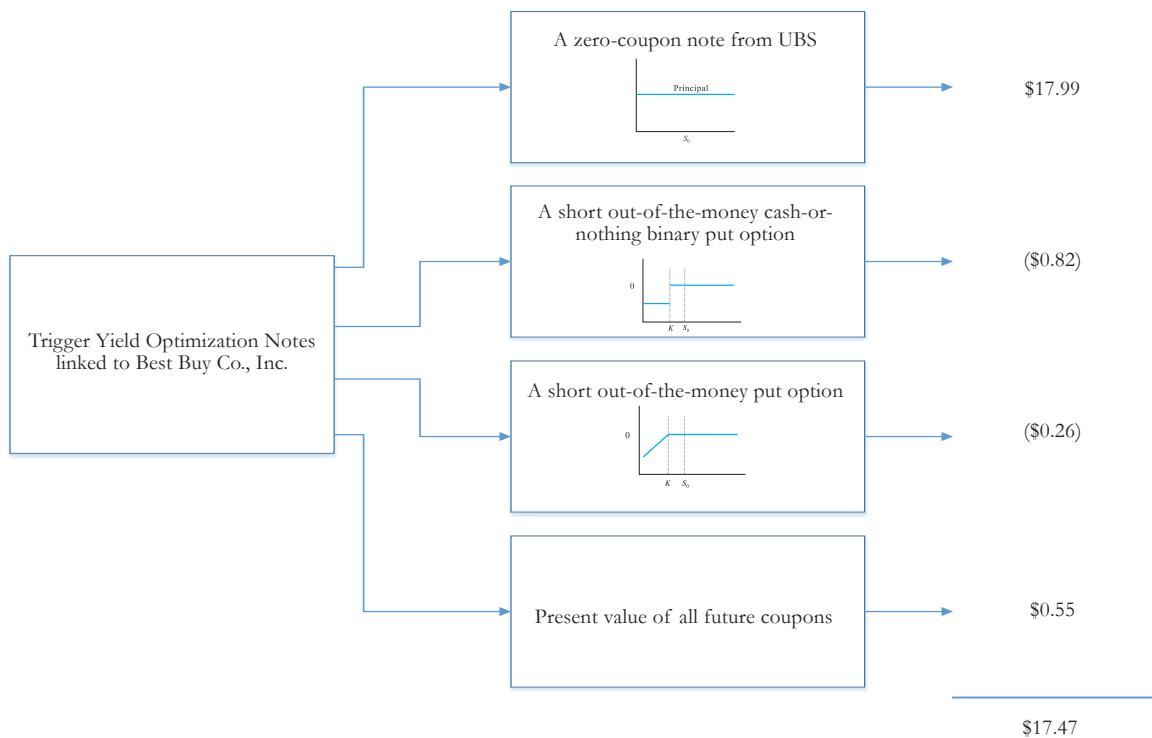 A zero-coupon note from UBS
Principal
S₀
$17.99
A short out-of-the-money cash-or-
nothing binary put option
0
K
S₀
($0.82)
Trigger Yield Optimization Notes
linked to Best Buy Co., Inc.
A short out-of-the-money put option
0
K
S₀
($0.26)
Present value of all future coupons
$0.55
$17.47